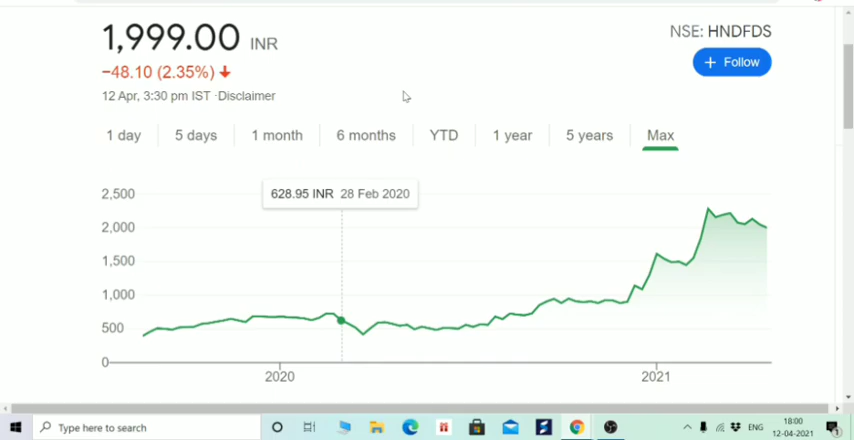 1,999.00 INR
NSE: HNDFDS
−48.10 (2.35%) ↓
+ Follow
12 Apr, 3:30 pm IST ·Disclaimer
1 day 5 days 1 month 6 months YTD 1 year 5 years Max
628.95 INR 28 Feb 2020
2,500
2,000
1,500
1,000
500
0
2020 2021
Type here to search
ENG
18:00
12-04-2021
1